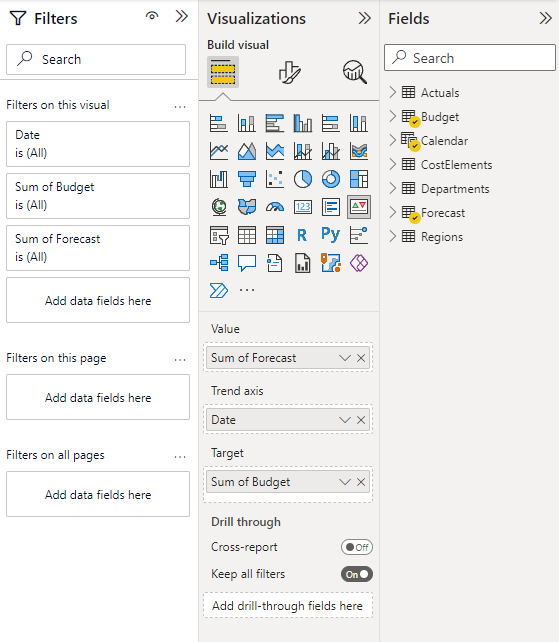 Filters
Search
Filters on this visual
...
Date
is (All)
Sum of Budget
is (All)
Sum of Forecast
is (All)
Add data fields here
Filters on this page
...
Add data fields here
Filters on all pages
...
Add data fields here
Visualizations
Build visual
123
R
Py
...
Value
Sum of Forecast
Trend axis
Date
Target
Sum of Budget
Drill through
Cross-report
Off
Keep all filters
On
Add drill-through fields here
Fields
Search
Actuals
Budget
Calendar
CostElements
Departments
Forecast
Regions